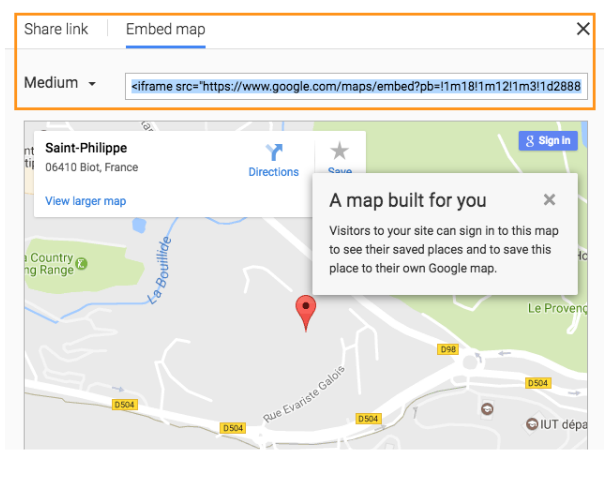 Share link
Embed map
Medium
<iframe src="https://www.google.com/maps/embed?pb=!1m18!1m12!1m3!1d2888
Saint-Philippe
06410 Biot, France
View larger map
Directions
Save
Sign in
A map built for you
Visitors to your site can sign in to this map
to see their saved places and to save this
place to their own Google map.
Country
ng Range
La Bouillide
Le Provenç
D98
D504
D504
D504
Rue Evariste Galois
IUT dépa